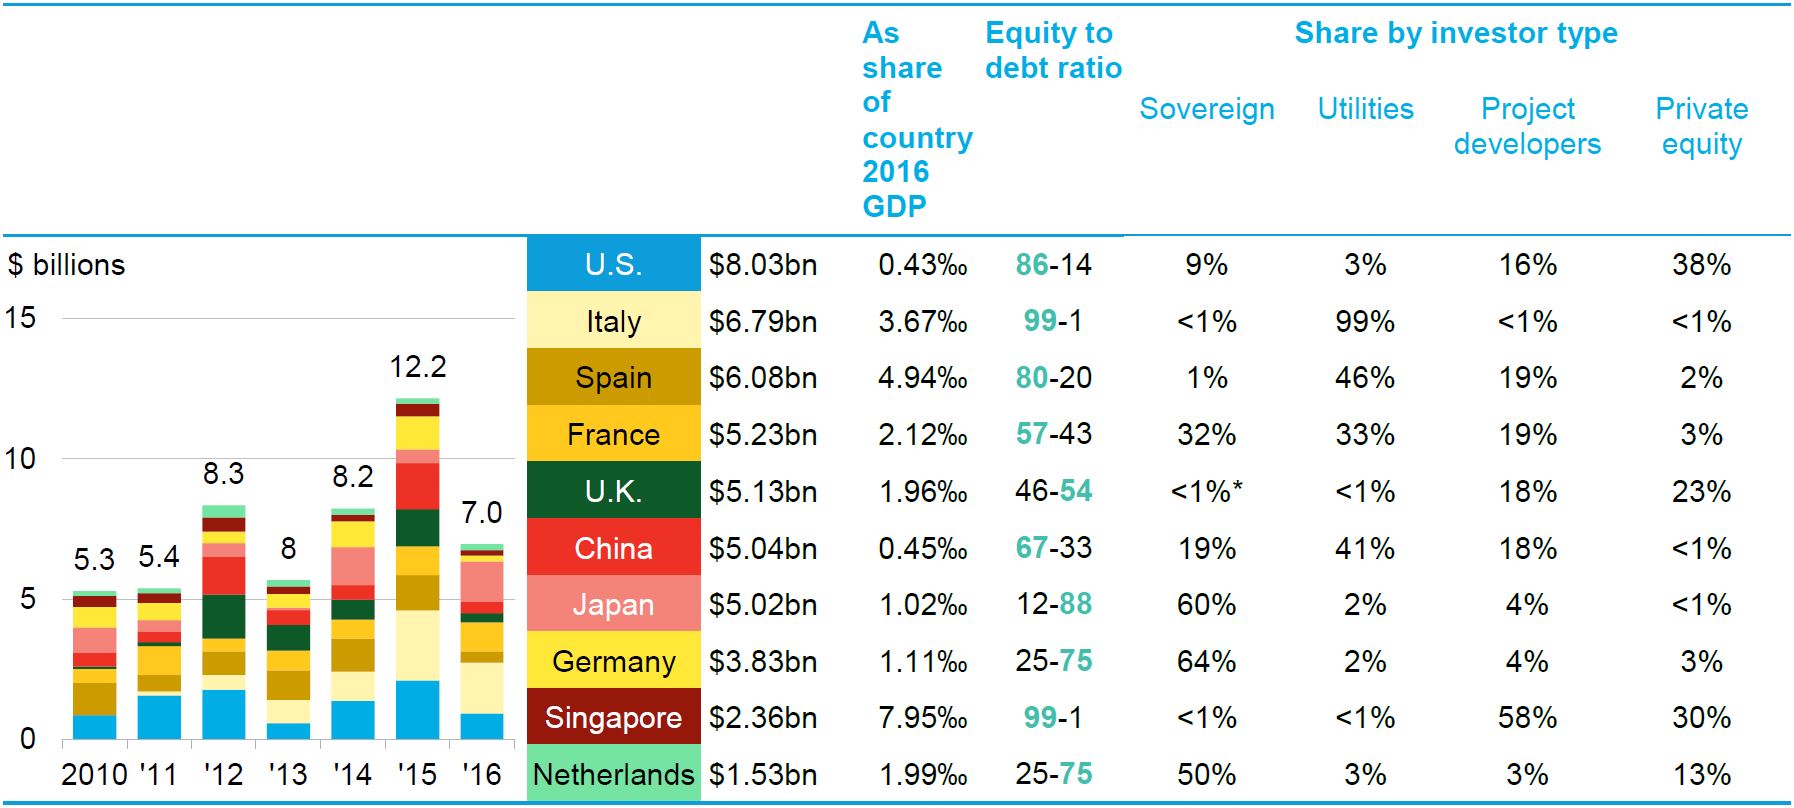 As share of country 2016 GDP
Equity to debt ratio
Share by investor type
Sovereign
Utilities
Project developers
Private equity
$ billions
15
10
5
0
5.3
5.4
8.3
8
8.2
12.2
7.0
2010 '11 '12 '13 '14 '15 '16
U.S. $8.03bn 0.43‰ 86-14 9% 3% 16% 38%
Italy $6.79bn 3.67‰ 99-1 <1% 99% <1% <1%
Spain $6.08bn 4.94‰ 80-20 1% 46% 19% 2%
France $5.23bn 2.12‰ 57-43 32% 33% 19% 3%
U.K. $5.13bn 1.96‰ 46-54 <1%* <1% 18% 23%
China $5.04bn 0.45‰ 67-33 19% 41% 18% <1%
Japan $5.02bn 1.02‰ 12-88 60% 2% 4% <1%
Germany $3.83bn 1.11‰ 25-75 64% 2% 4% 3%
Singapore $2.36bn 7.95‰ 99-1 <1% <1% 58% 30%
Netherlands $1.53bn 1.99‰ 25-75 50% 3% 3% 13%